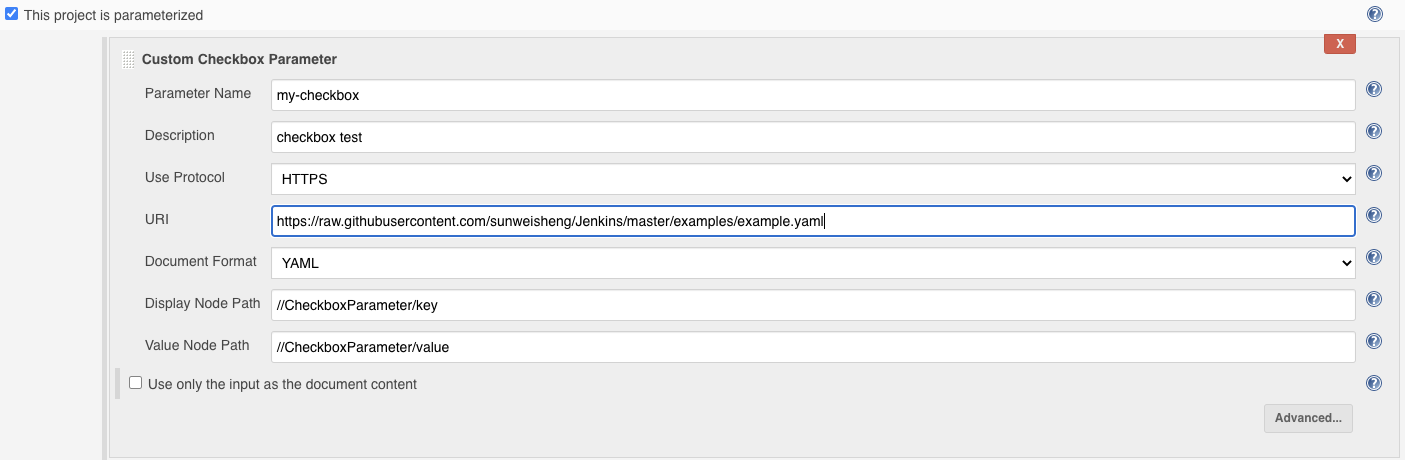 This project is parameterized
?
X
Custom Checkbox Parameter
Parameter Name my-checkbox ?
Description checkbox test ?
Use Protocol HTTPS ?
URI https://raw.githubusercontent.com/sunweisheng/Jenkins/master/examples/example.yaml ?
Document Format YAML ?
Display Node Path //CheckboxParameter/key ?
Value Node Path //CheckboxParameter/value ?
Use only the input as the document content ?
Advanced...